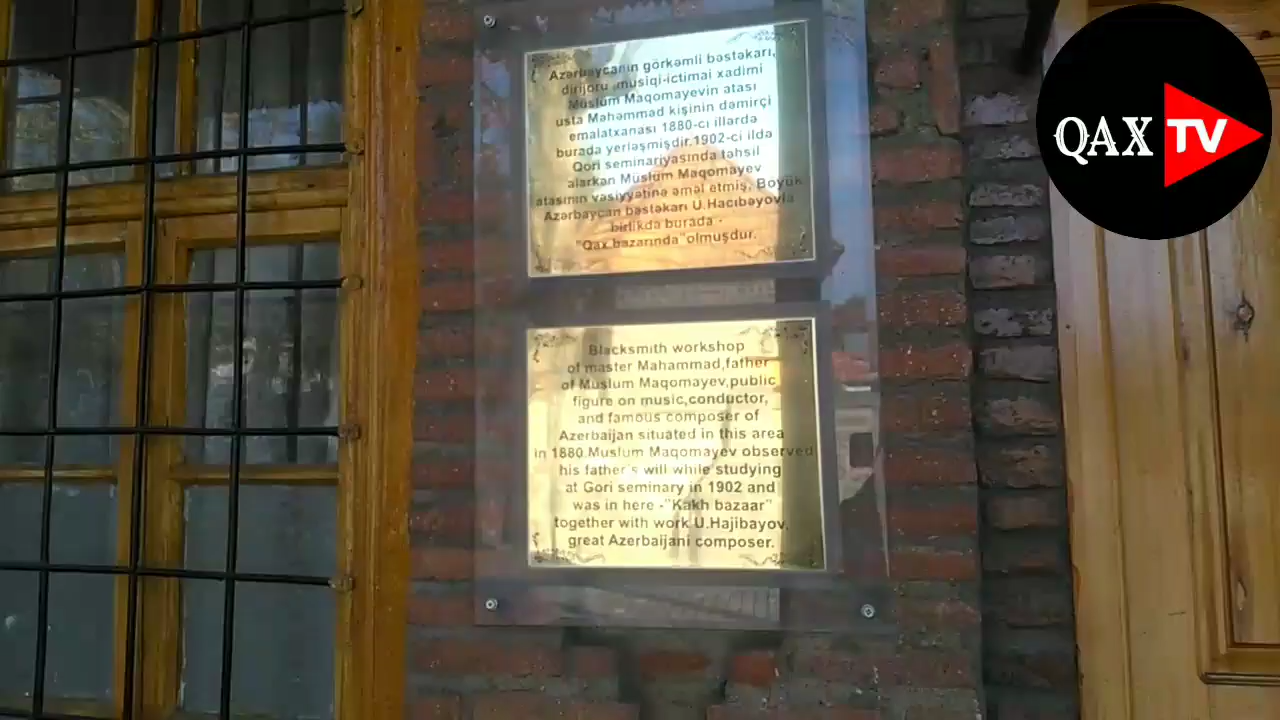 Azərbaycanın görkəmli bəstəkarı,
dirijoru ,musiqi-ictimai xadimi
Müslüm Maqomayevin atası
usta Məhəmməd kişinin dəmirçi
emalatxanası 1880-ci illərdə
burada yerləşmişdir.1902-ci ildə
Qori seminariyasında təhsil
alarkən Müslüm Maqomayev
atasının vəsiyyətinə əməl etmiş, Böyük
Azərbaycan bəstəkarı U.Hacıbəyovla
birlikdə burada -
"Qax bazarında"olmuşdur.
Blacksmith workshop
of master Mahammad,father
of Muslum Maqomayev,public
figure on music,conductor,
and famous composer of
Azerbaijan situated in this area
in 1880.Muslum Maqomayev observed
his father's will while studying
at Gori seminary in 1902 and
was in here -"Kakh bazaar"
together with work U.Hajibayov,
great Azerbaijani composer.
QAX TV